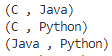 (C , Java)
(C , Python)
(Java , Python)